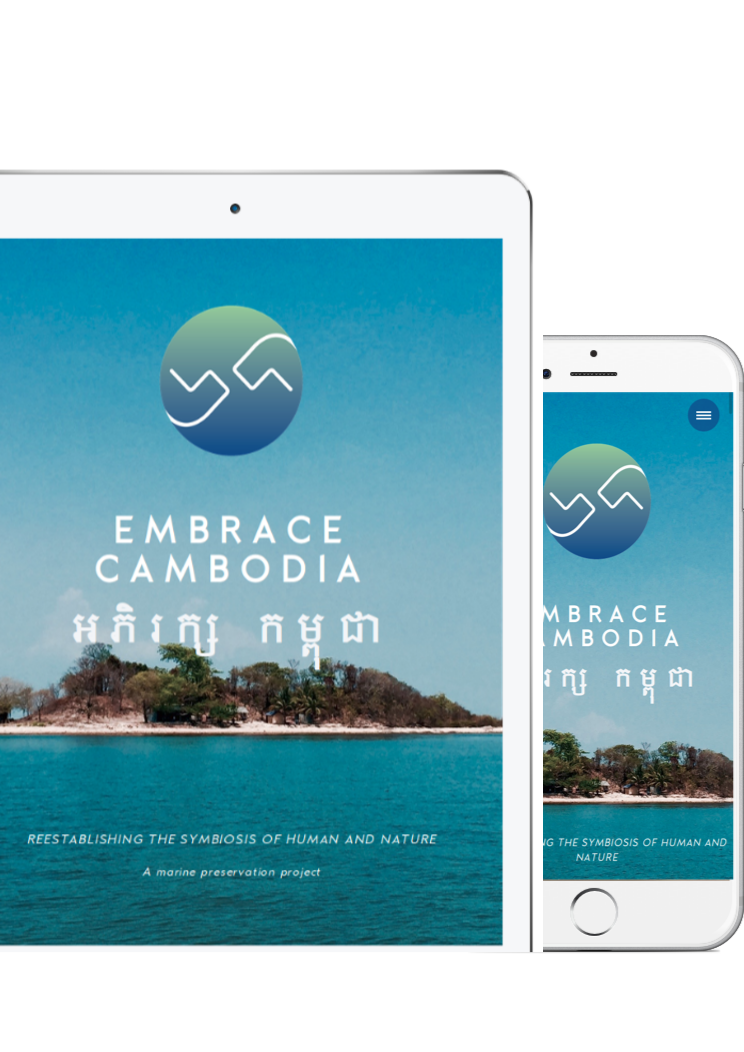 EMBRACE
CAMBODIA
អភិរក្ស កម្ពុជា
REESTABLISHING THE SYMBIOSIS OF HUMAN AND NATURE
A marine preservation project
MBRACE
AMBODIA
រក្ស កម្ពុជា
NG THE SYMBIOSIS OF HUMAN AND
NATURE